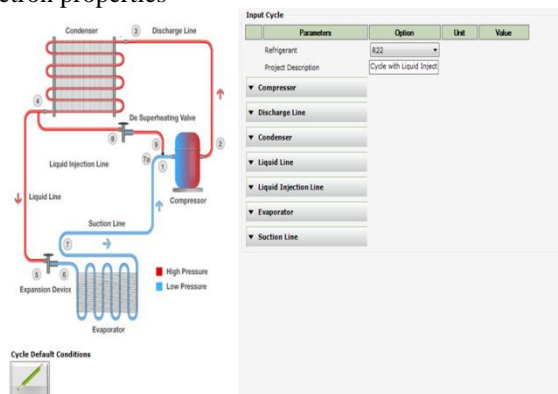 ctron properties
Condenser
3
Discharge Line
4
De Superheating Valve
8
9
2
7a
1
Liquid Injection Line
Compressor
Liquid Line
Suction Line
7
5
6
High Pressure
Low Pressure
Expansion Device
Evaporator
Cycle Default Conditions
Input Cycle
Parameters Option Unit Value
Refrigerant R22
Project Description Cycle with Liquid Inject
Compressor
Discharge Line
Condenser
Liquid Line
Liquid Injection Line
Evaporator
Suction Line